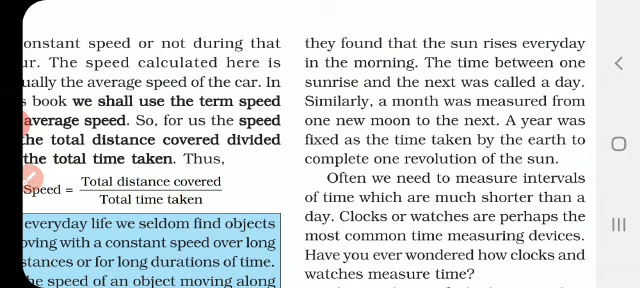 onstant speed or not during that
ur. The speed calculated here is
ually the average speed of the car. In
s book we shall use the term speed
average speed. So, for us the speed
the total distance covered divided
the total time taken. Thus,
Speed = Total distance covered
Total time taken
everyday life we seldom find objects
oving with a constant speed over long
stances or for long durations of time.
he speed of an object moving along
they found that the sun rises everyday
in the morning. The time between one
sunrise and the next was called a day.
Similarly, a month was measured from
one new moon to the next. A year was
fixed as the time taken by the earth to
complete one revolution of the sun.
Often we need to measure intervals
of time which are much shorter than a
day. Clocks or watches are perhaps the
most common time measuring devices.
Have you ever wondered how clocks and
watches measure time?